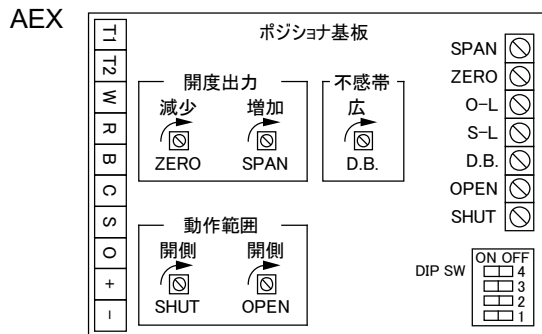 AEX
ポジショナ基板
T1
T2
W
R
B
C
S
O
+
-
開度出力
減少
増加
ZERO
SPAN
不感帯
広
D.B.
動作範囲
開側
開側
SHUT
OPEN
SPAN
ZERO
O-L
S-L
D.B.
OPEN
SHUT
DIP SW
ON OFF
4
3
2
1